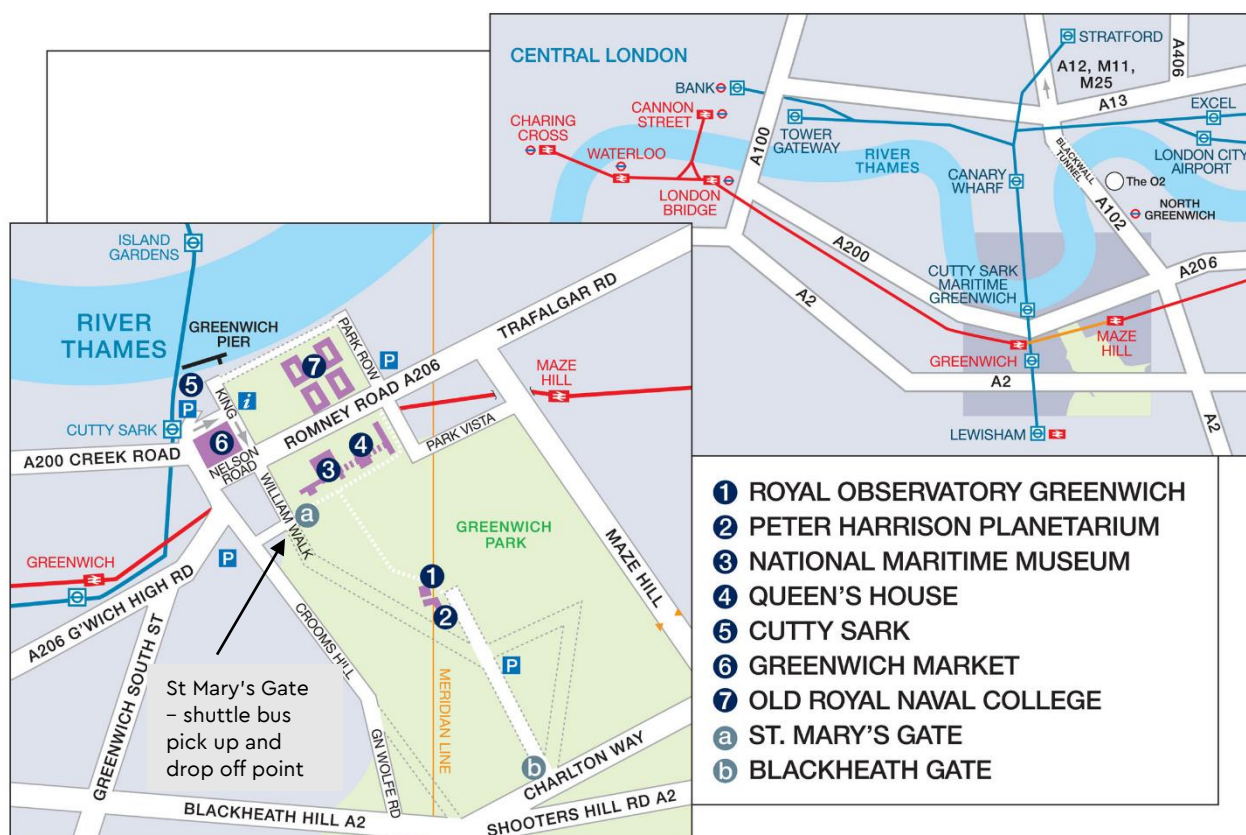 CENTRAL LONDON
STRATFORD
A12, M11,
M25
A406
A13
BANK
CANNON
STREET
CHARING
CROSS
WATERLOO
LONDON
BRIDGE
A100
TOWER
GATEWAY
RIVER
THAMES
CANARY
WHARF
BLACKWALL
TUNNEL
EXCEL
LONDON CITY
AIRPORT
The O2
NORTH
GREENWICH
A102
A200
A206
A2
CUTTY SARK
MARITIME
GREENWICH
GREENWICH
MAZE
HILL
A2
A2
LEWISHAM
ISLAND
GARDENS
RIVER
THAMES
GREENWICH
PIER
PARK ROW
P
TRAFALGAR RD
7
5
P
KING
i
ROMNEY ROAD A206
MAZE
HILL
CUTTY SARK
6
A200 CREEK ROAD
NELSON
ROAD
4
3
PARK VISTA
WILLIAM WALK
a
GREENWICH
PARK
MAZE HILL
GREENWICH
P
1
2
A206 G'WICH HIGH RD
CROOMS HILL
P
GREENWICH SOUTH ST
St Mary's Gate
– shuttle bus
pick up and
drop off point
MERIDIAN LINE
GN WOLFE RD
b
CHARLTON WAY
BLACKHEATH HILL A2
SHOOTERS HILL RD A2
1 ROYAL OBSERVATORY GREENWICH
2 PETER HARRISON PLANETARIUM
3 NATIONAL MARITIME MUSEUM
4 QUEEN'S HOUSE
5 CUTTY SARK
6 GREENWICH MARKET
7 OLD ROYAL NAVAL COLLEGE
a ST. MARY'S GATE
b BLACKHEATH GATE